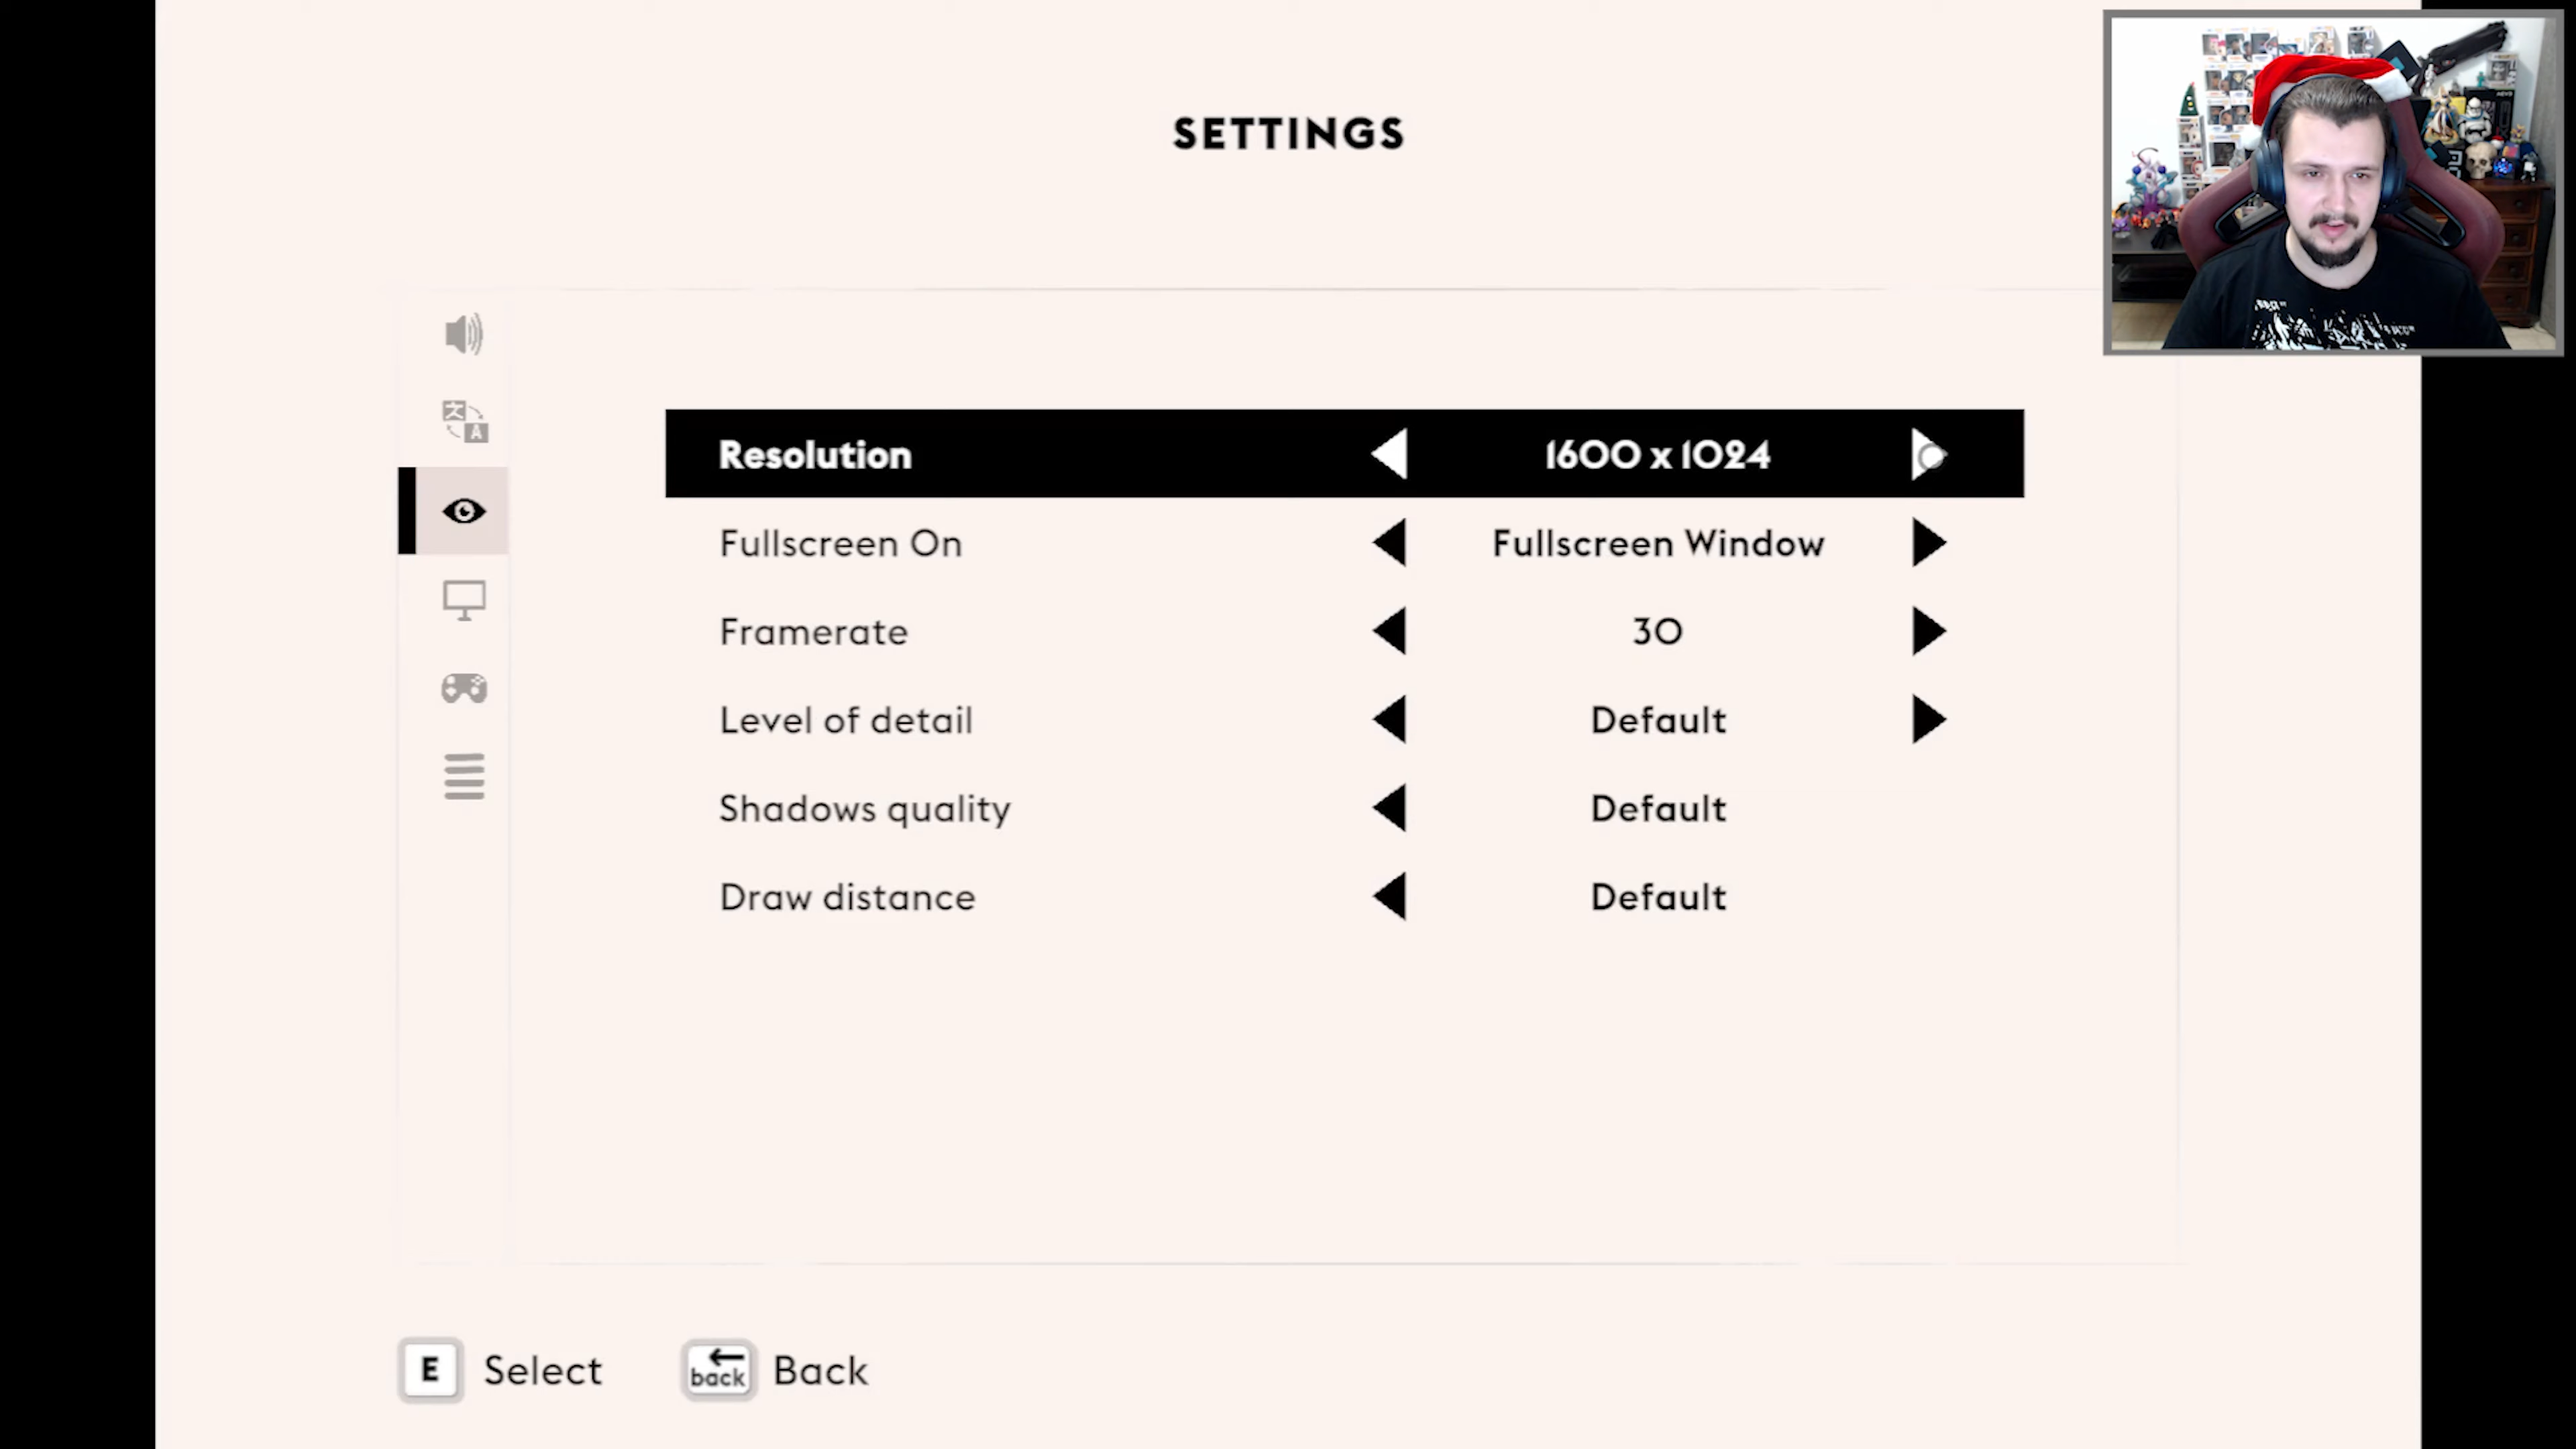 SETTINGS
Resolution 1600 x 1024
Fullscreen On Fullscreen Window
Framerate 30
Level of detail Default
Shadows quality Default
Draw distance Default
E Select back Back